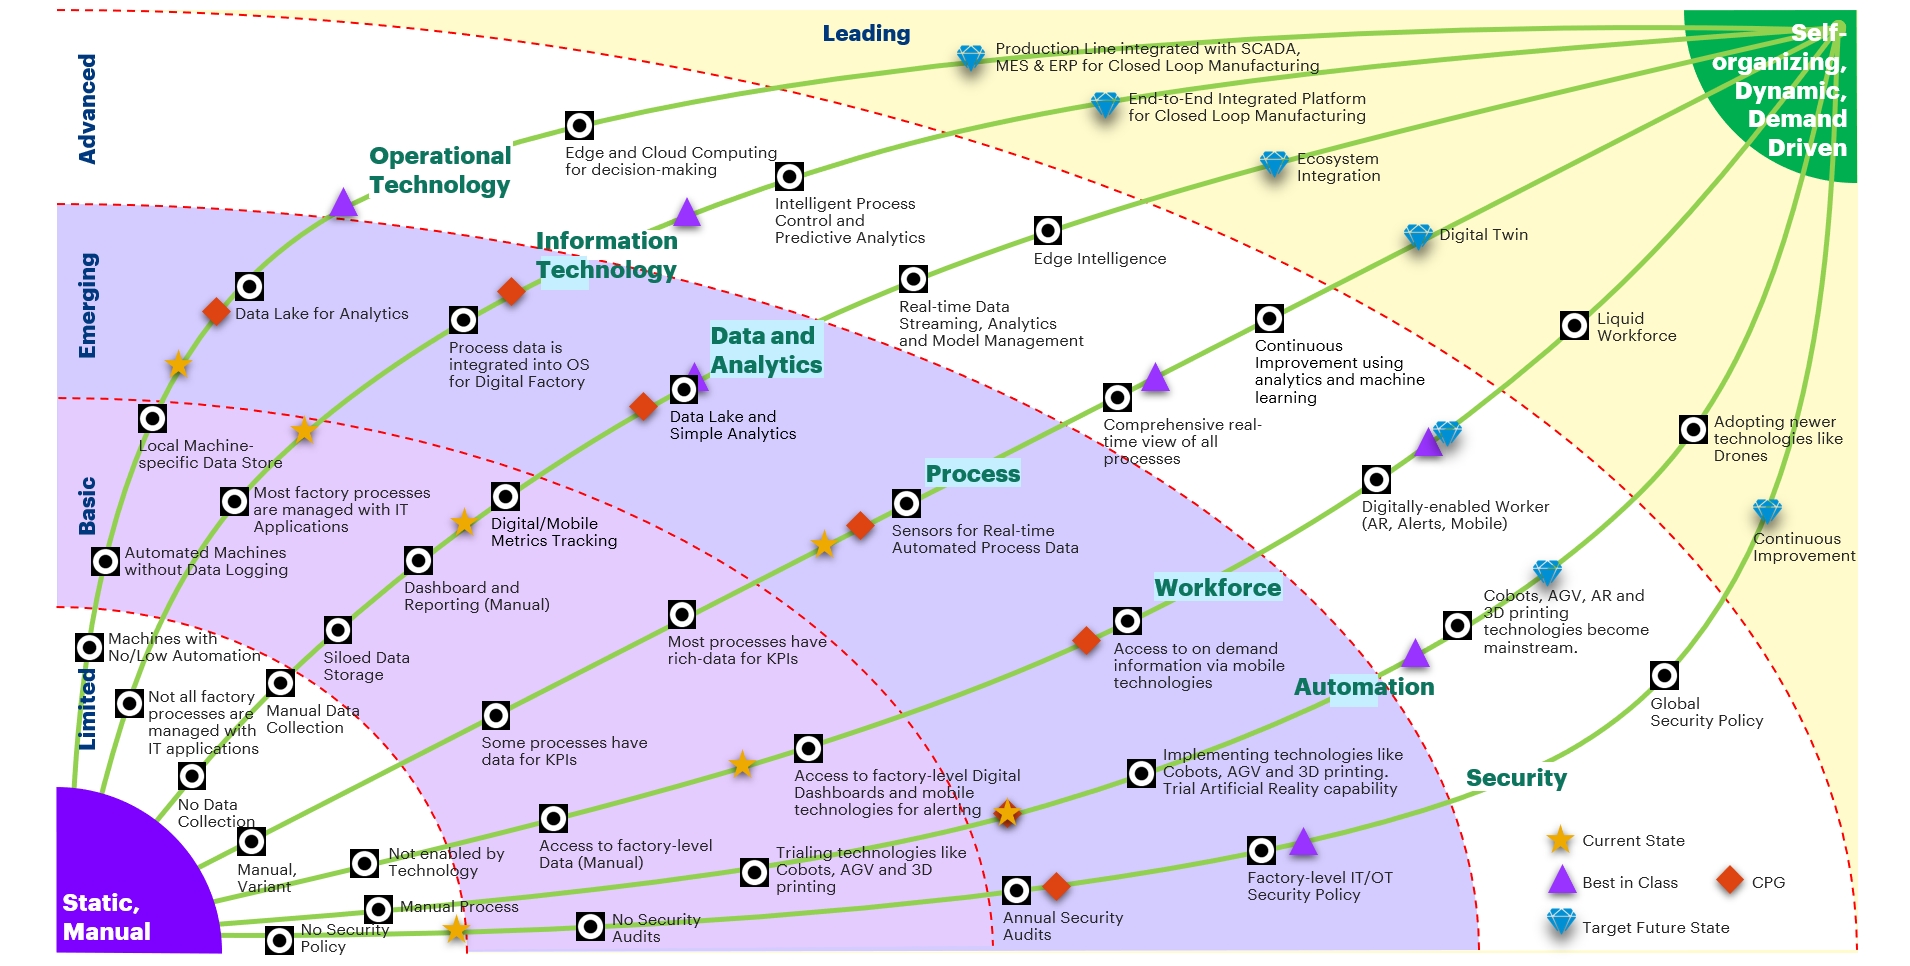 Leading
Self-
organizing,
Dynamic,
Demand
Driven
Advanced
Emerging
Basic
Limited
Static,
Manual
Operational
Technology
Production Line integrated with SCADA,
MES & ERP for Closed Loop Manufacturing
Edge and Cloud Computing
for decision-making
Data Lake for Analytics
Local Machine-
specific Data Store
Automated Machines
without Data Logging
Machines with
No/Low Automation
Information
Technology
End-to-End Integrated Platform
for Closed Loop Manufacturing
Intelligent Process
Control and
Predictive Analytics
Process data is
integrated into OS
for Digital Factory
Most factory processes
are managed with IT
Applications
Not all factory
processes are
managed with
IT applications
Data and
Analytics
Ecosystem
Integration
Edge Intelligence
Real-time Data
Streaming, Analytics
and Model Management
Data Lake and
Simple Analytics
Digital/Mobile
Metrics Tracking
Dashboard and
Reporting (Manual)
Siloed Data
Storage
Manual Data
Collection
No Data
Collection
Process
Digital Twin
Continuous
Improvement using
analytics and machine
learning
Comprehensive real-
time view of all
processes
Sensors for Real-time
Automated Process Data
Most processes have
rich-data for KPIs
Some processes have
data for KPIs
Manual,
Variant
Workforce
Liquid
Workforce
Digitally-enabled Worker
(AR, Alerts, Mobile)
Access to on demand
information via mobile
technologies
Access to factory-level Digital
Dashboards and mobile
technologies for alerting
Access to factory-level
Data (Manual)
Not enabled by
Technology
Automation
Adopting newer
technologies like
Drones
Cobots, AGV, AR and
3D printing
technologies become
mainstream.
Implementing technologies like
Cobots, AGV and 3D printing.
Trial Artificial Reality capability
Trialing technologies like
Cobots, AGV and 3D
printing
Manual Process
Security
Continuous
Improvement
Global
Security Policy
Factory-level IT/OT
Security Policy
Annual Security
Audits
No Security
Audits
No Security
Policy
Current State
Best in Class
CPG
Target Future State